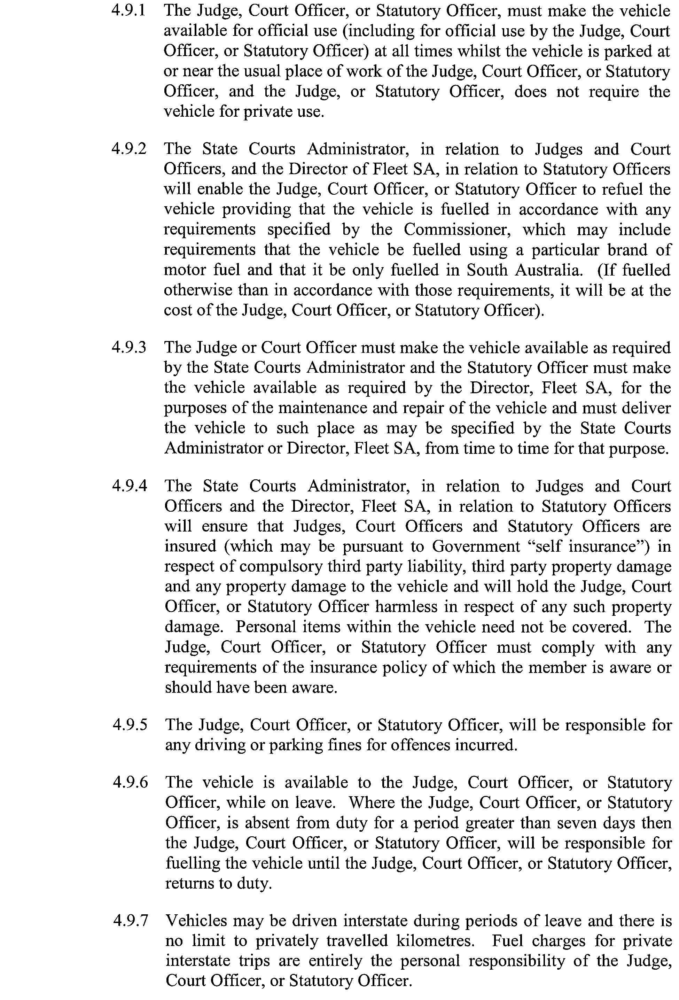 4.9.1 The Judge, Court Officer, or Statutory Officer, must make the vehicle
available for official use (including for official use by the Judge, Court
Officer, or Statutory Officer) at all times whilst the vehicle is parked at
or near the usual place of work of the Judge, Court Officer, or Statutory
Officer, and the Judge, or Statutory Officer, does not require the
vehicle for private use.
4.9.2 The State Courts Administrator, in relation to Judges and Court
Officers, and the Director of Fleet SA, in relation to Statutory Officers
will enable the Judge, Court Officer, or Statutory Officer to refuel the
vehicle providing that the vehicle is fuelled in accordance with any
requirements specified by the Commissioner, which may include
requirements that the vehicle be fuelled using a particular brand of
motor fuel and that it be only fuelled in South Australia. (If fuelled
otherwise than in accordance with those requirements, it will be at the
cost of the Judge, Court Officer, or Statutory Officer).
4.9.3 The Judge or Court Officer must make the vehicle available as required
by the State Courts Administrator and the Statutory Officer must make
the vehicle available as required by the Director, Fleet SA, for the
purposes of the maintenance and repair of the vehicle and must deliver
the vehicle to such place as may be specified by the State Courts
Administrator or Director, Fleet SA, from time to time for that purpose.
4.9.4 The State Courts Administrator, in relation to Judges and Court
Officers and the Director, Fleet SA, in relation to Statutory Officers
will ensure that Judges, Court Officers and Statutory Officers are
insured (which may be pursuant to Government “self insurance”) in
respect of compulsory third party liability, third party property damage
and any property damage to the vehicle and will hold the Judge, Court
Officer, or Statutory Officer harmless in respect of any such property
damage. Personal items within the vehicle need not be covered. The
Judge, Court Officer, or Statutory Officer must comply with any
requirements of the insurance policy of which the member is aware or
should have been aware.
4.9.5 The Judge, Court Officer, or Statutory Officer, will be responsible for
any driving or parking fines for offences incurred.
4.9.6 The vehicle is available to the Judge, Court Officer, or Statutory
Officer, while on leave. Where the Judge, Court Officer, or Statutory
Officer, is absent from duty for a period greater than seven days then
the Judge, Court Officer, or Statutory Officer, will be responsible for
fuelling the vehicle until the Judge, Court Officer, or Statutory Officer,
returns to duty.
4.9.7 Vehicles may be driven interstate during periods of leave and there is
no limit to privately travelled kilometres. Fuel charges for private
interstate trips are entirely the personal responsibility of the Judge,
Court Officer, or Statutory Officer.